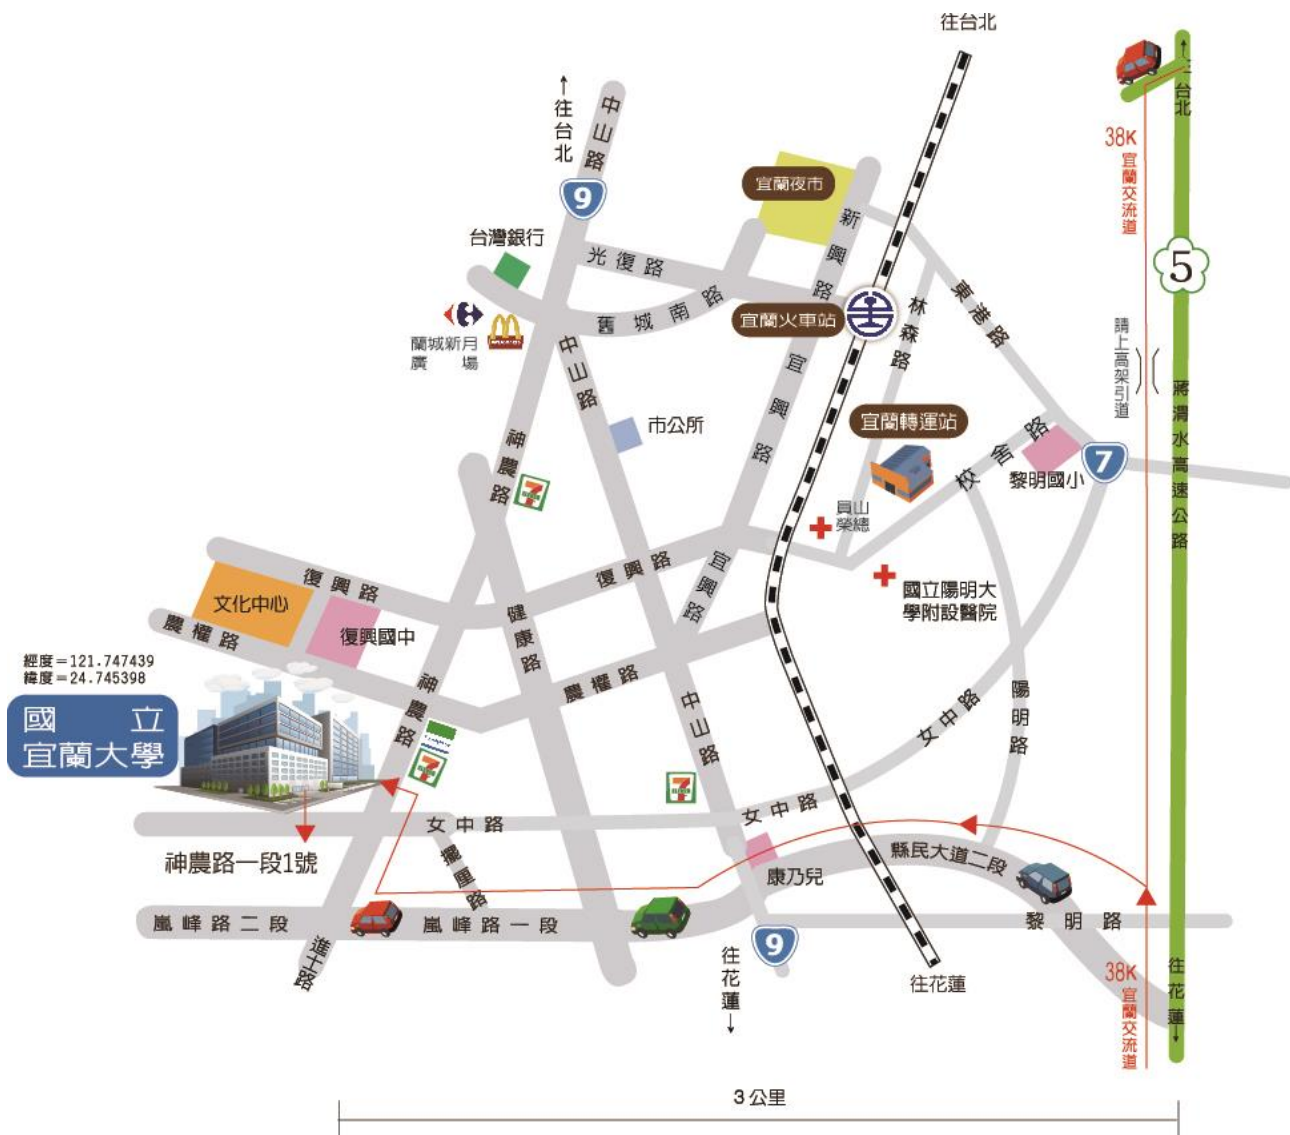 往台北
←往台北
中山路
9
台灣銀行
光復路
宜蘭夜市
新興路
38K
宜蘭交流道
←往台北
5
東港路
林森路
宜蘭火車站
舊城南路
蘭城新月
廣場
中山路
宜興路
請上高架引道
蔣渭水高速公路
神農路
市公所
宜蘭轉運站
校舍路
7
黎明國小
7
ELEVEN
員山
榮總
復興路
復興路
宜興路
國立陽明大
學附設醫院
文化中心
復興國中
健康路
農權路
農權路
經度=121.747439
緯度=24.745398
國立
宜蘭大學
神農路
中山路
女中路
陽明路
7
ELEVEN
7
ELEVEN
女中路
女中路
神農路一段1號
擺厘路
康乃兒
縣民大道二段
嵐峰路二段
嵐峰路一段
黎明路
進士路
9
往花蓮→
往花蓮
38K
宜蘭交流道
往花蓮→
3公里